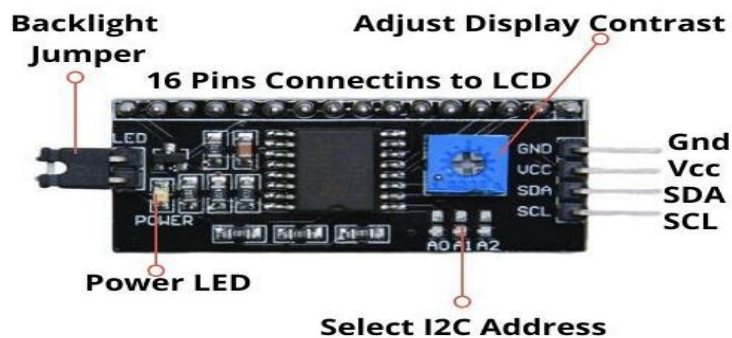 Backlight
Jumper
Adjust Display Contrast
16 Pins Connectins to LCD
LED
GND
VCC
SDA
SCL
Gnd
Vcc
SDA
SCL
POWER
A0 A1 A2
Power LED
Select I2C Address